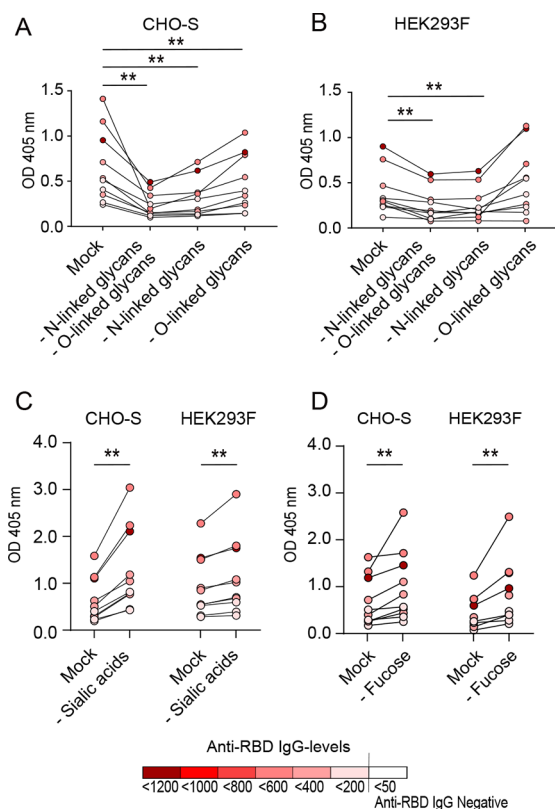 A
CHO-S
**
**
**
1.5
1.0
0.5
0.0
OD 405 nm
Mock
- N-linked glycans
- O-linked glycans
- N-linked glycans
- O-linked glycans
B
HEK293F
**
**
1.5
1.0
0.5
0.0
OD 405 nm
Mock
- N-linked glycans
- O-linked glycans
- N-linked glycans
- O-linked glycans
C
CHO-S
HEK293F
**
**
4.0
3.0
2.0
1.0
0.0
OD 405 nm
Mock
- Sialic acids
Mock
- Sialic acids
D
CHO-S
HEK293F
**
**
4.0
3.0
2.0
1.0
0.0
OD 405 nm
Mock
- Fucose
Mock
- Fucose
Anti-RBD IgG-levels
<1200 <1000 <800 <600 <400 <200 <50
Anti-RBD IgG Negative